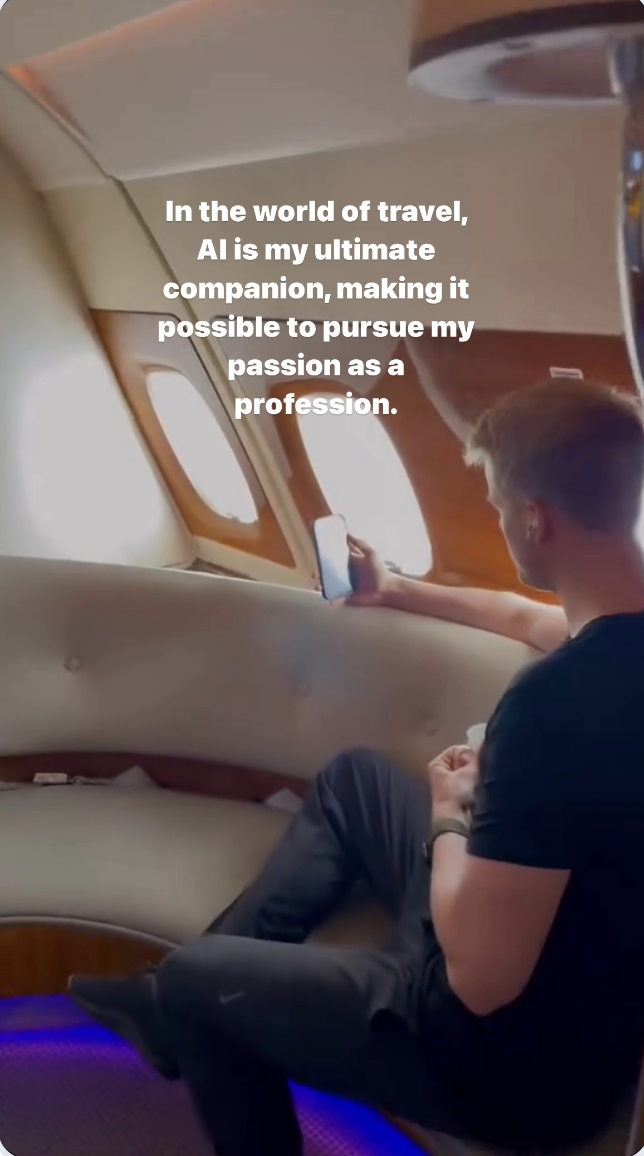 In the world of travel,
AI is my ultimate
companion, making it
possible to pursue my
passion as a
profession.